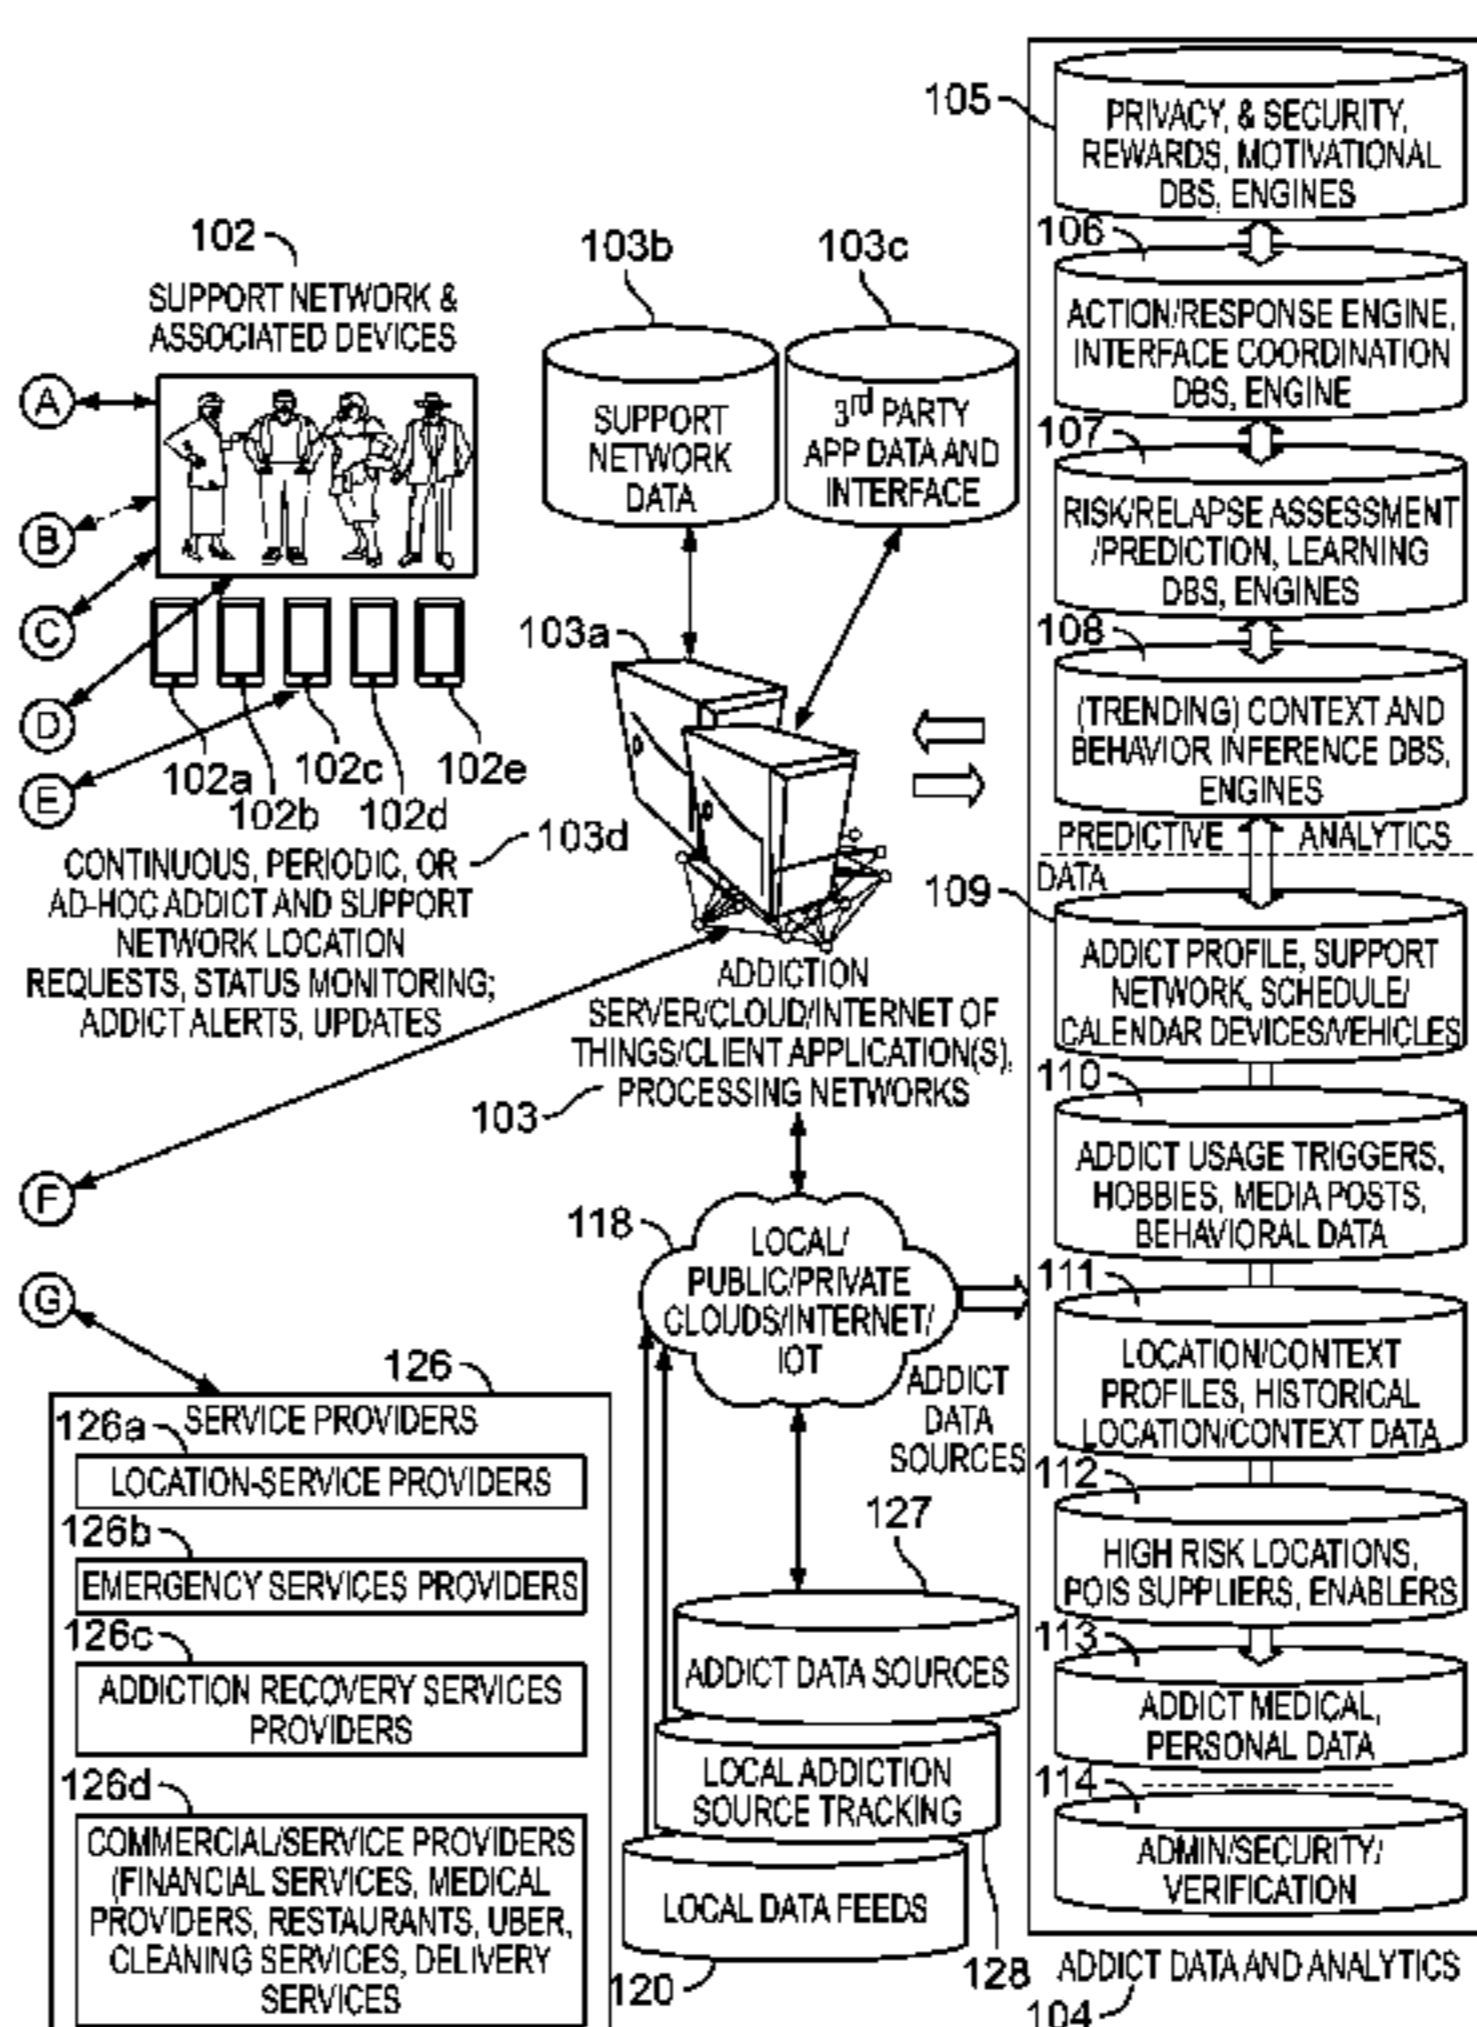 102
SUPPORT NETWORK &
ASSOCIATED DEVICES
A
B
C
D
E
102a
102b
102c
102d
102e
103d
CONTINUOUS, PERIODIC, OR
AD-HOC ADDICT AND SUPPORT
NETWORK LOCATION
REQUESTS, STATUS MONITORING;
ADDICT ALERTS, UPDATES
F
G
103b
SUPPORT
NETWORK
DATA
103c
3rd PARTY
APP DATA AND
INTERFACE
103a
ADDICTION
SERVER/CLOUD/INTERNET OF
THINGS/CLIENT APPLICATION(S),
PROCESSING NETWORKS
103
118
LOCAL/
PUBLIC/PRIVATE
CLOUDS/INTERNET/
IOT
ADDICT
DATA
SOURCES
127
ADDICT DATA SOURCES
LOCAL ADDICTION
SOURCE TRACKING
128
LOCAL DATA FEEDS
120
126
SERVICE PROVIDERS
126a
LOCATION-SERVICE PROVIDERS
126b
EMERGENCY SERVICES PROVIDERS
126c
ADDICTION RECOVERY SERVICES
PROVIDERS
126d
COMMERCIAL/SERVICE PROVIDERS
(FINANCIAL SERVICES, MEDICAL
PROVIDERS, RESTAURANTS, UBER,
CLEANING SERVICES, DELIVERY
SERVICES
105
PRIVACY, & SECURITY,
REWARDS, MOTIVATIONAL
DBS, ENGINES
106
ACTION/RESPONSE ENGINE,
INTERFACE COORDINATION
DBS, ENGINE
107
RISK/RELAPSE ASSESSMENT
/PREDICTION, LEARNING
DBS, ENGINES
108
(TRENDING) CONTEXT AND
BEHAVIOR INFERENCE DBS,
ENGINES
PREDICTIVE ANALYTICS
DATA
109
ADDICT PROFILE, SUPPORT
NETWORK, SCHEDULE/
CALENDAR DEVICES/VEHICLES
110
ADDICT USAGE TRIGGERS,
HOBBIES, MEDIA POSTS,
BEHAVIORAL DATA
111
LOCATION/CONTEXT
PROFILES, HISTORICAL
LOCATION/CONTEXT DATA
112
HIGH RISK LOCATIONS,
POIS SUPPLIERS, ENABLERS
113
ADDICT MEDICAL,
PERSONAL DATA
114
ADMIN/SECURITY/
VERIFICATION
ADDICT DATA AND ANALYTICS
104